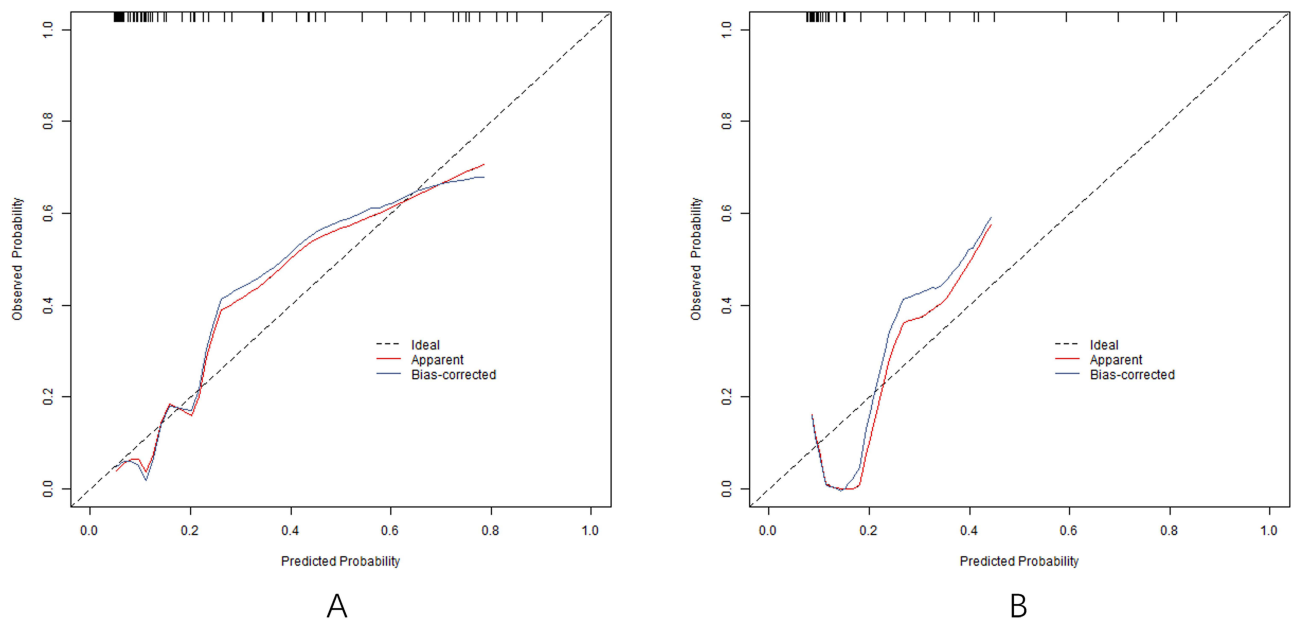 1.0
0.8
0.6
0.4
0.2
0.0
Observed Probability
Ideal
Apparent
Bias-corrected
0.0 0.2 0.4 0.6 0.8 1.0
Predicted Probability
A
1.0
0.8
0.6
0.4
0.2
0.0
Observed Probability
Ideal
Apparent
Bias-corrected
0.0 0.2 0.4 0.6 0.8 1.0
Predicted Probability
B